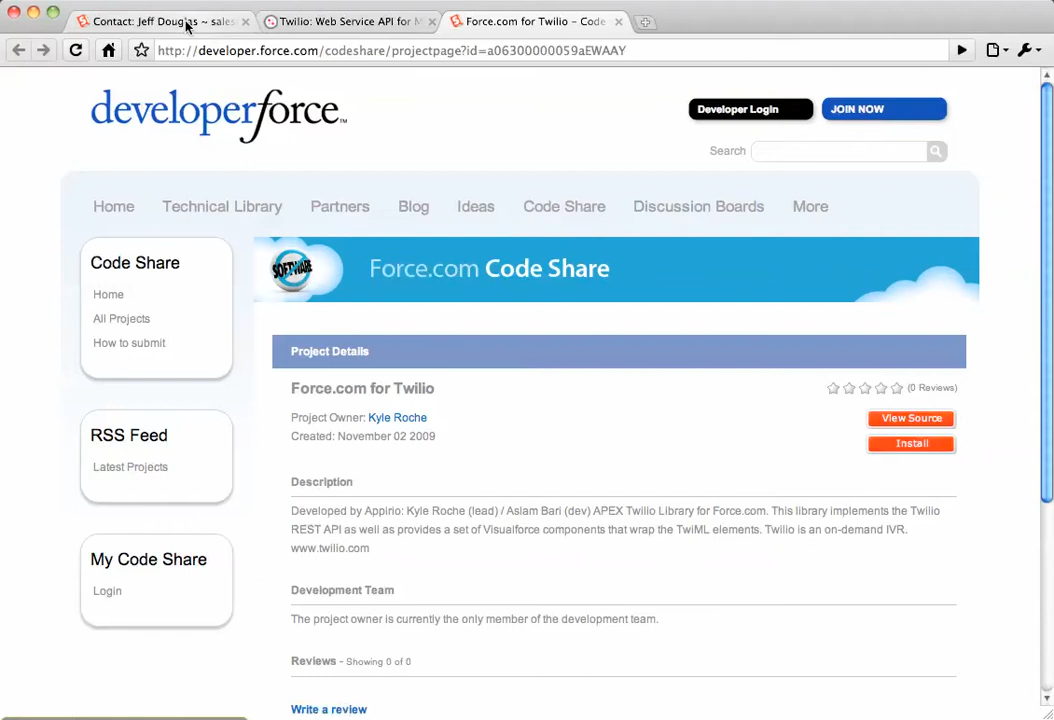 Contact: Jeff Douglas ~ sales
Twilio: Web Service API for M
Force.com for Twilio - Code
http://developer.force.com/codeshare/projectpage?id=a06300000059aEWAAY
developerforce™
Developer Login
JOIN NOW
Search
Home
Technical Library
Partners
Blog
Ideas
Code Share
Discussion Boards
More
Code Share
Home
All Projects
How to submit
SOFTWARE
Force.com Code Share
Project Details
Force.com for Twilio
(0 Reviews)
Project Owner: Kyle Roche
View Source
Created: November 02 2009
Install
RSS Feed
Latest Projects
Description
Developed by Appirio: Kyle Roche (lead) / Aslam Bari (dev) APEX Twilio Library for Force.com. This library implements the Twilio
REST API as well as provides a set of Visualforce components that wrap the TwiML elements. Twilio is an on-demand IVR.
www.twilio.com
My Code Share
Login
Development Team
The project owner is currently the only member of the development team.
Reviews - Showing 0 of 0
Write a review